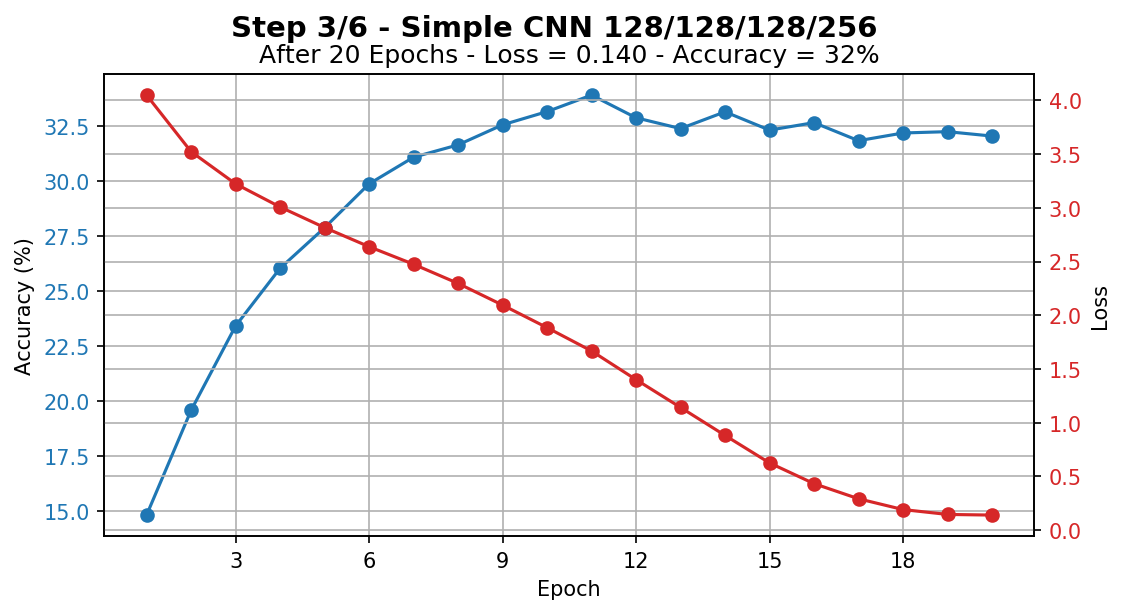 Step 3/6 - Simple CNN 128/128/128/256
After 20 Epochs - Loss = 0.140 - Accuracy = 32%
Accuracy (%)
32.5
30.0
27.5
25.0
22.5
20.0
17.5
15.0
4.0
3.5
3.0
2.5
2.0
1.5
1.0
0.5
0.0
Loss
3 6 9 12 15 18
Epoch